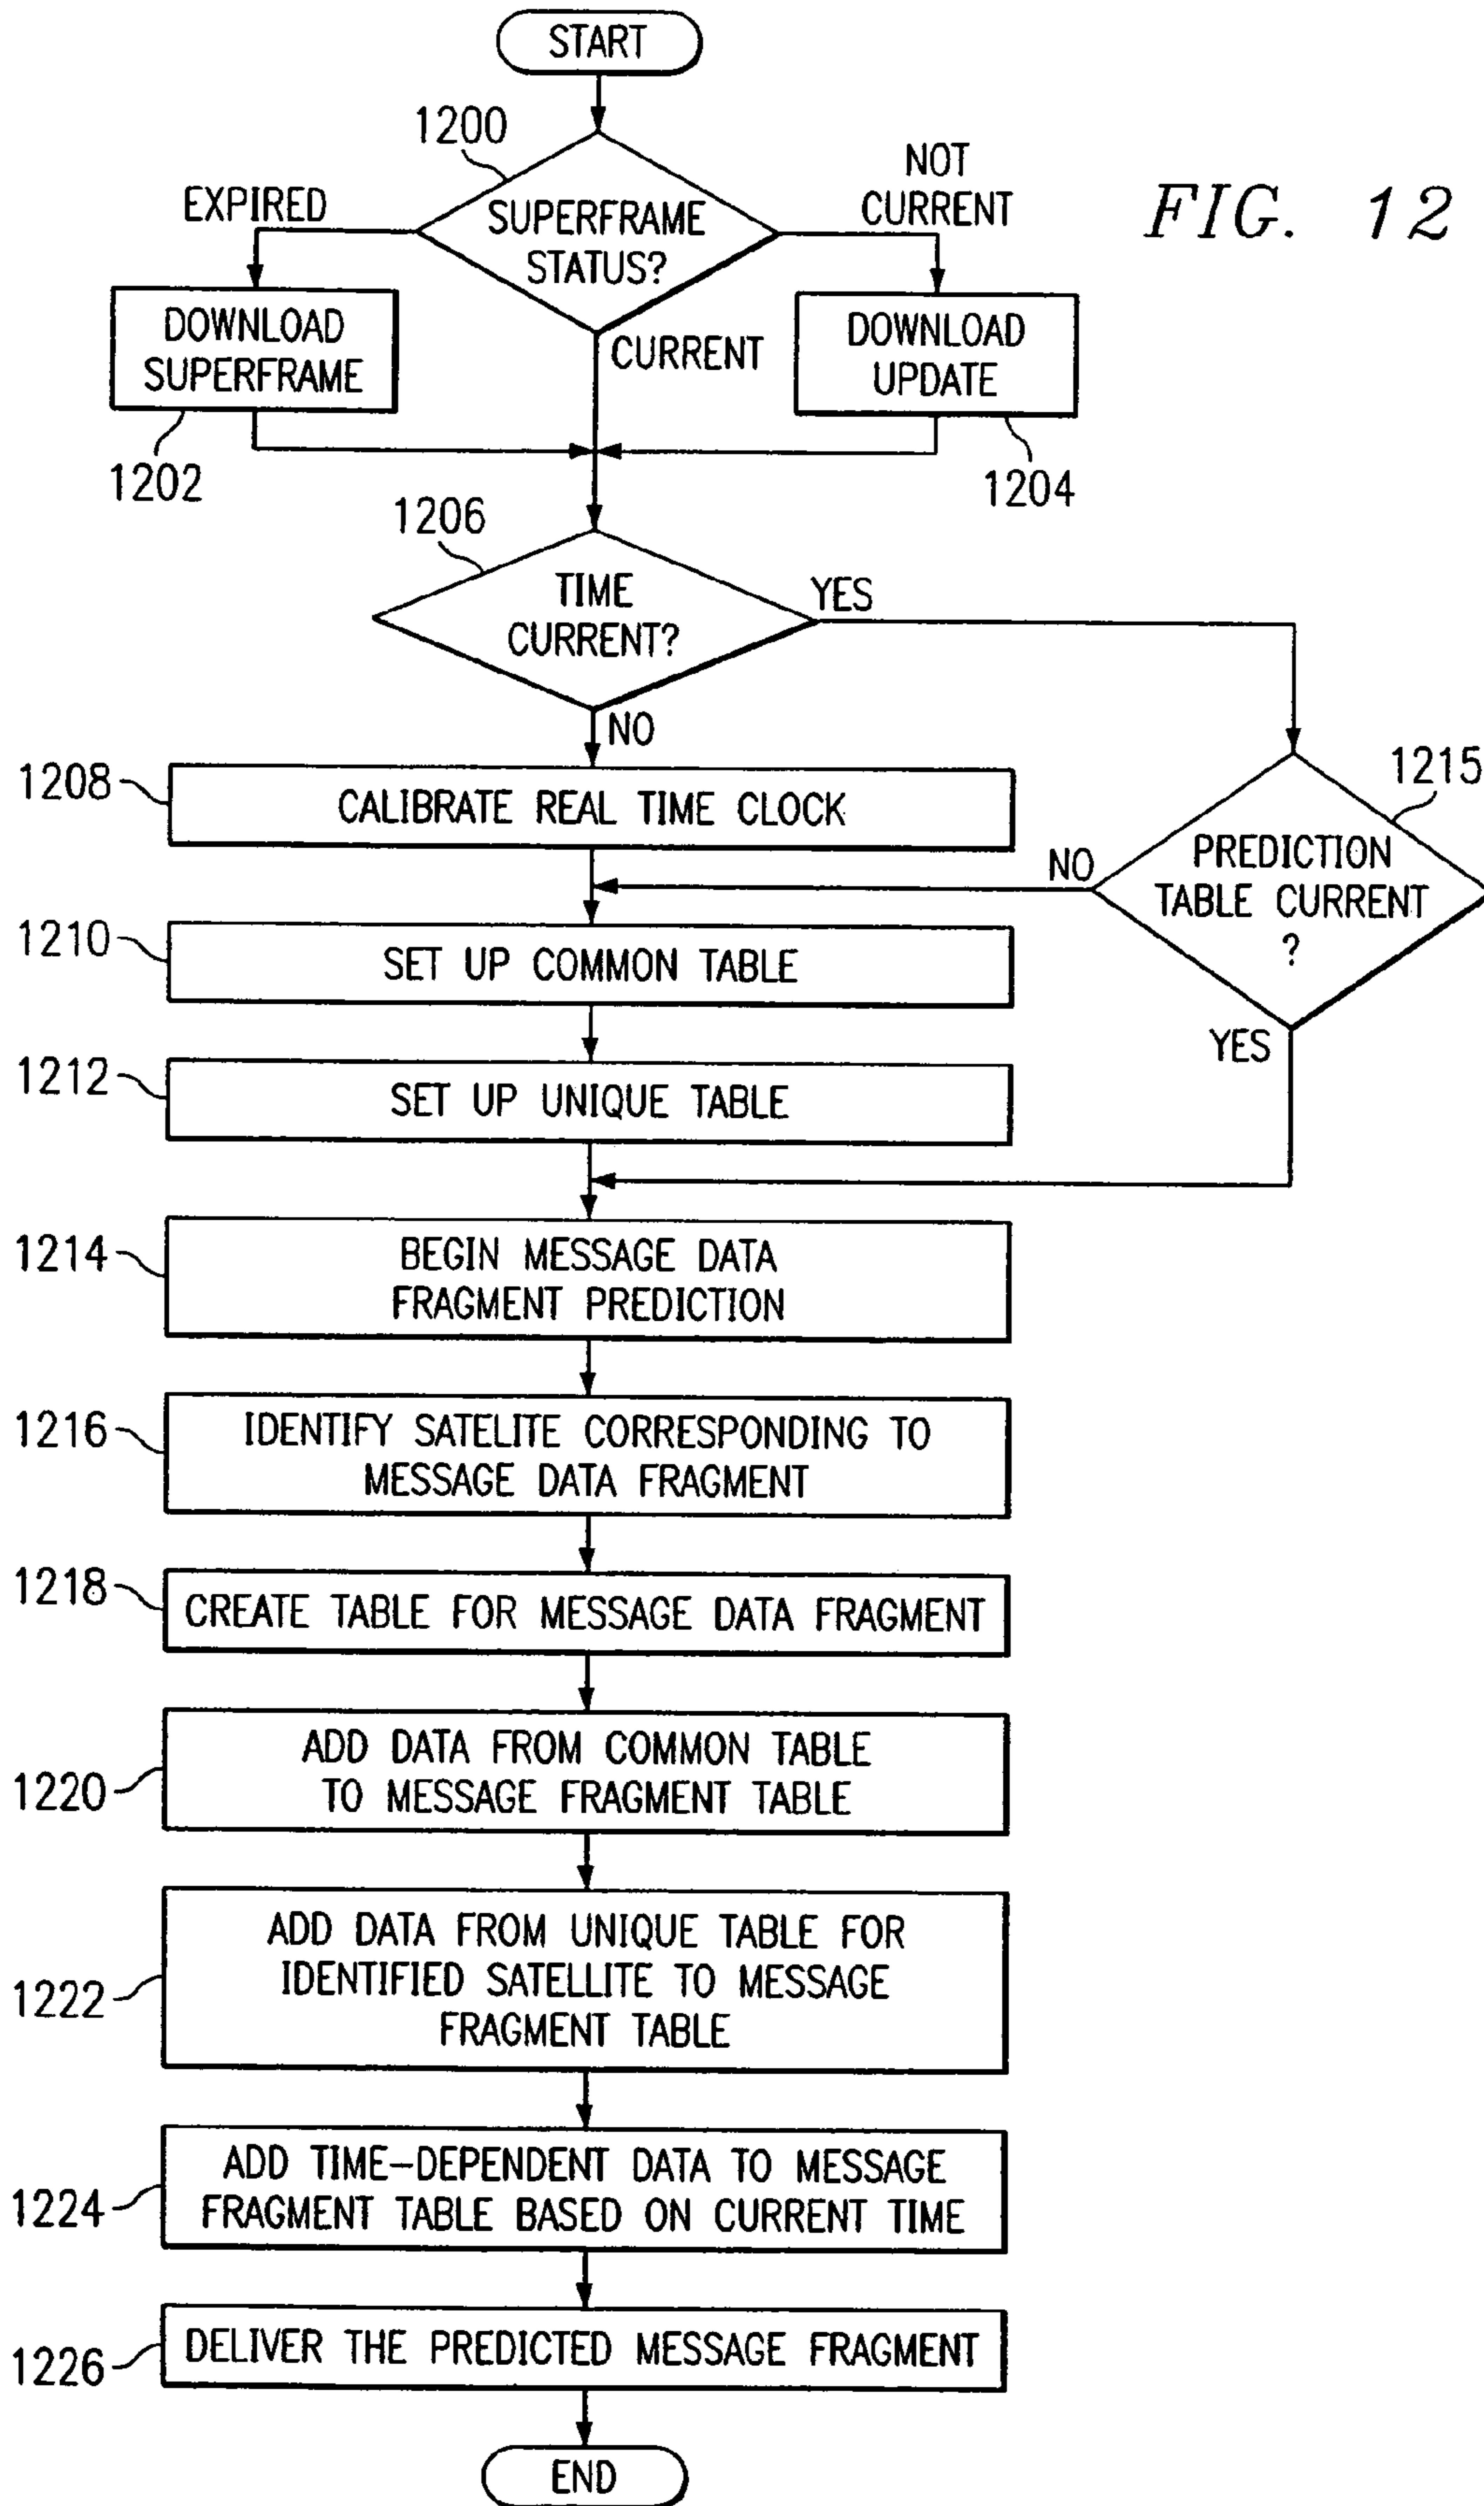 START
1200
NOT
CURRENT
EXPIRED
FIG. 12
SUPERFRAME
STATUS?
DOWNLOAD
SUPERFRAME
CURRENT
DOWNLOAD
UPDATE
1202
1204
1206
TIME
CURRENT?
YES
NO
1208
CALIBRATE REAL TIME CLOCK
1215
PREDICTION
TABLE CURRENT
?
NO
1210
SET UP COMMON TABLE
YES
1212
SET UP UNIQUE TABLE
1214
BEGIN MESSAGE DATA
FRAGMENT PREDICTION
1216
IDENTIFY SATELITE CORRESPONDING TO
MESSAGE DATA FRAGMENT
1218
CREATE TABLE FOR MESSAGE DATA FRAGMENT
1220
ADD DATA FROM COMMON TABLE
TO MESSAGE FRAGMENT TABLE
1222
ADD DATA FROM UNIQUE TABLE FOR
IDENTIFIED SATELLITE TO MESSAGE
FRAGMENT TABLE
1224
ADD TIME-DEPENDENT DATA TO MESSAGE
FRAGMENT TABLE BASED ON CURRENT TIME
1226
DELIVER THE PREDICTED MESSAGE FRAGMENT
END